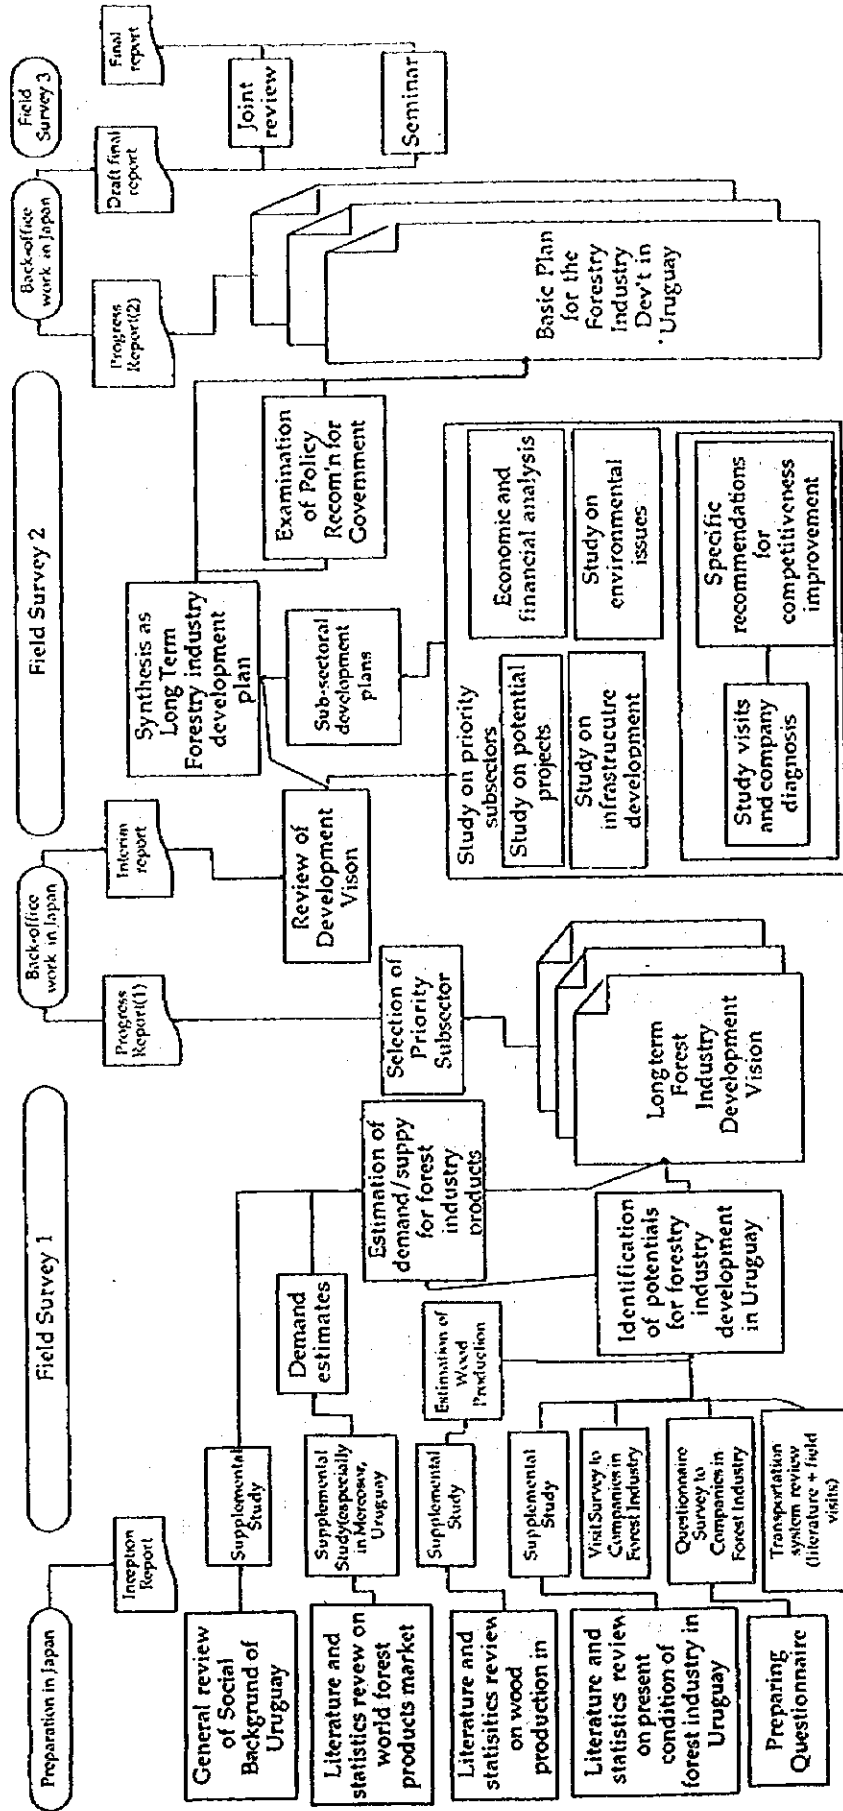 Preparation in Japan
Field Survey 1
Back-office
work in Japan
Field Survey 2
Back-office
work in Japan
Field
Survey 3
Inception
Report
Progress
Report(1)
Interim
report
Progress
Report(2)
Draft final
report
Final
report
General review
of Social
Backgrund of
Uruguay
Supplemental
Study
Literature and
statistics revew on
world forest
products market
Supplemental
Study(especially
in Mercosor,
Uruguay
Demand
estimates
Literature and
statisitics review
on wood
production in
Supplemental
Study
Estimation of
Wood
Production
Literature and
statistics review
on present
condition of
forest industry in
Uruguay
Supplemental
Study
Visit Survey to
Companies in
Forest Industry
Preparing
Questionnaire
Questionnaire
Survey to
Companies in
Forest Industry
Transportation
system review
(literature + field
visits)
Estimation of
demand/suppy
for forest
industry
products
Identification
of potentials
for forestry
industry
development
in Uruguay
Selection of
Priority
Subsector
Longterm
Forest
Industry
Development
Vision
Review of
Development
Vison
Synthesis as
Long Term
Forestry industry
development
plan
Sub-sectoral
development
plans
Examination
of Policy
Recom'n for
Government
Study on priority
subsectors
Study on potential
projects
Economic and
financial analysis
Study on
infrastrucutre
development
Study on
environmental
issues
Study visits
and company
diagnosis
Specific
recommendations
for
competitiveness
improvement
Basic Plan
for the
Forestry
Industry
Dev't in
Uruguay
Joint
review
Seminar